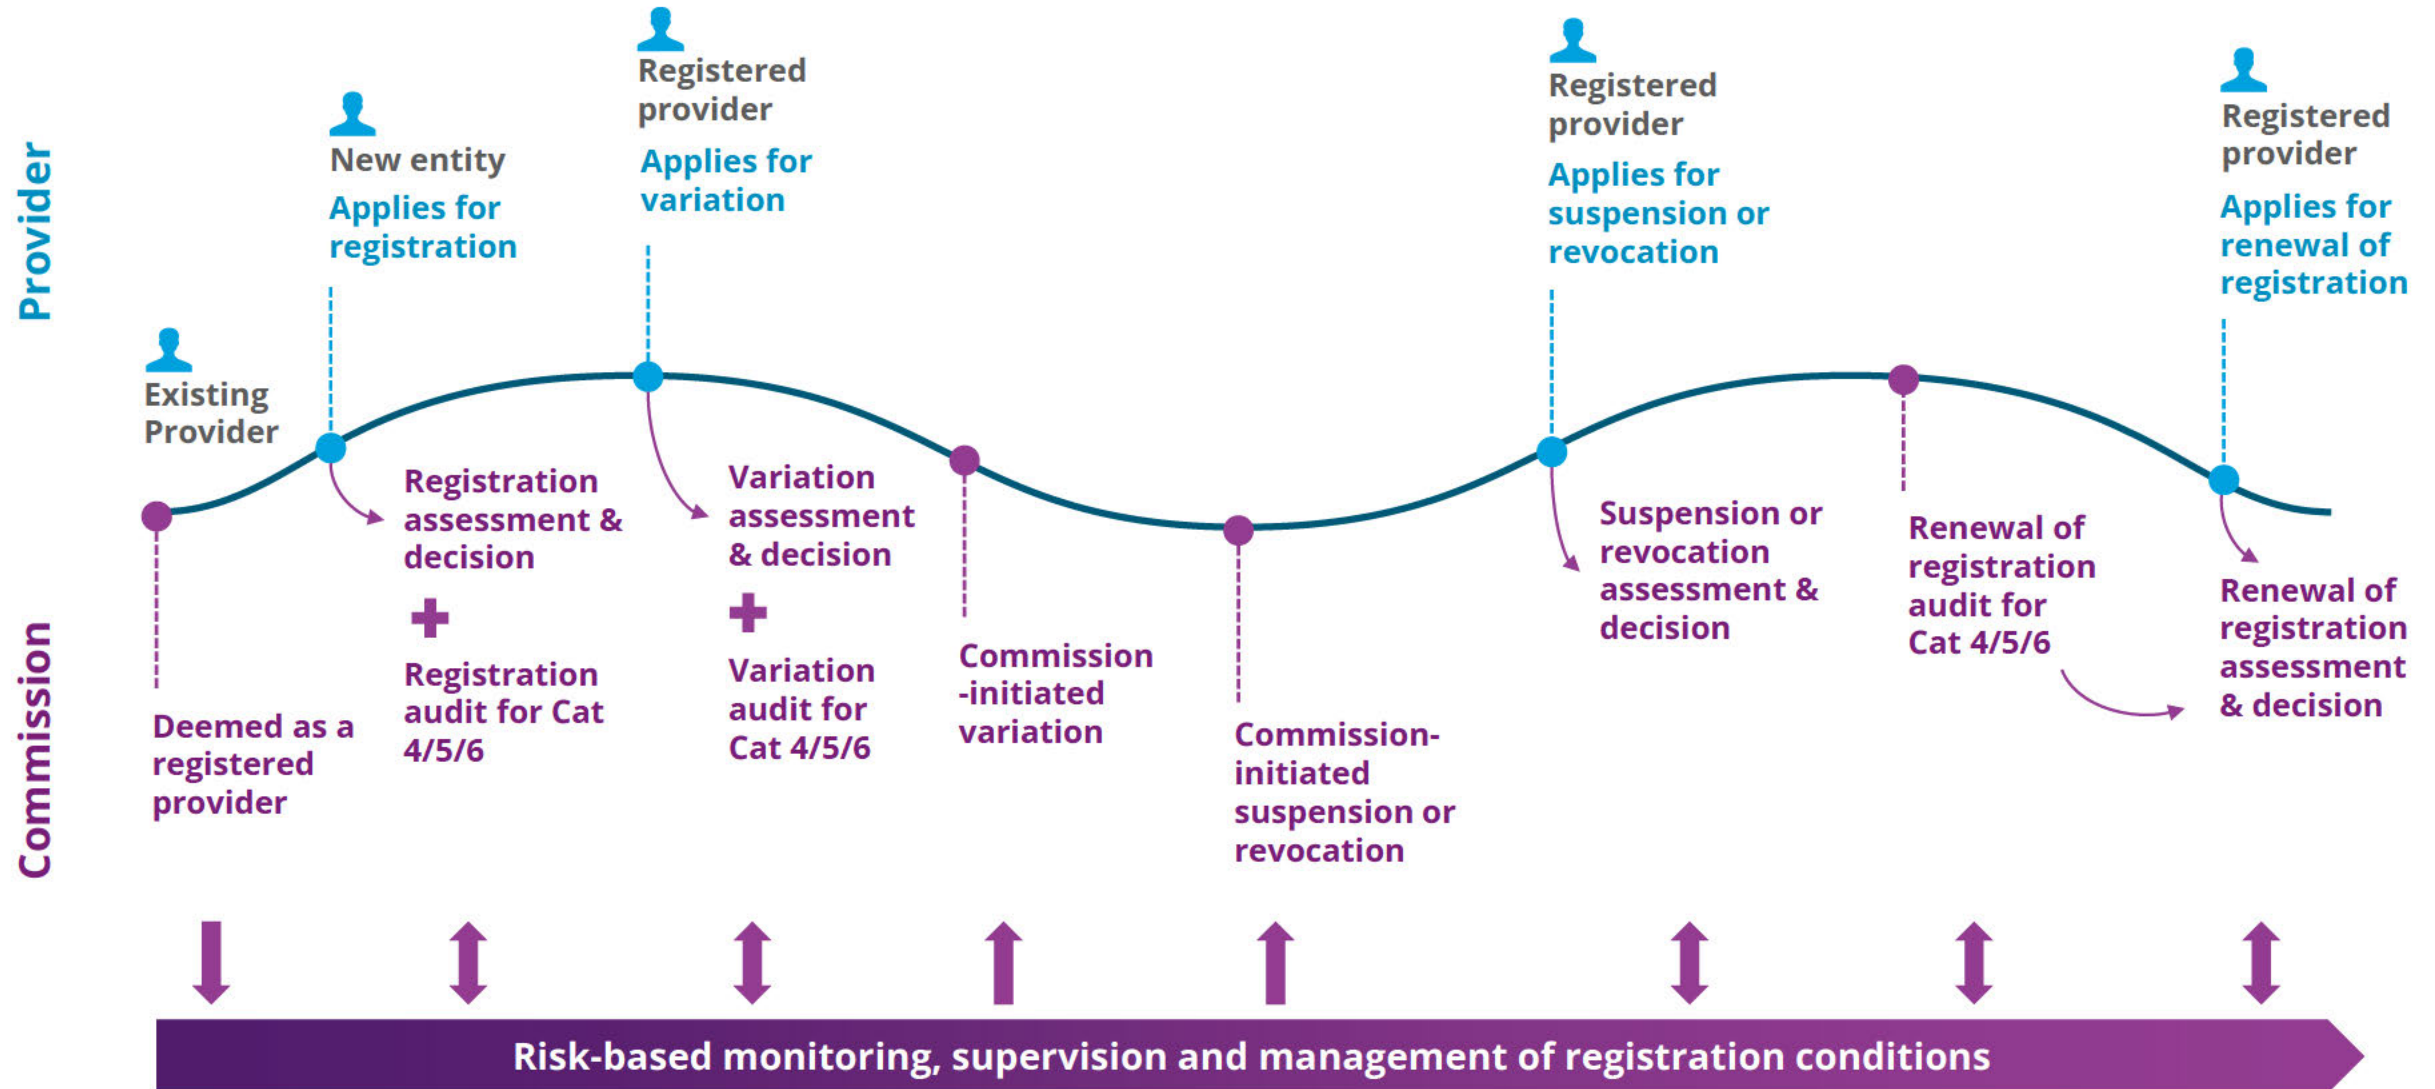 Provider
Commission
Existing
Provider
Deemed as a
registered
provider
New entity
Applies for
registration
Registration
assessment &
decision
Registration
audit for Cat
4/5/6
Registered
provider
Applies for
variation
Variation
assessment
& decision
Variation
audit for
Cat 4/5/6
Commission
-initiated
variation
Commission-
initiated
suspension or
revocation
Registered
provider
Applies for
suspension or
revocation
Suspension or
revocation
assessment &
decision
Renewal of
registration
audit for
Cat 4/5/6
Registered
provider
Applies for
renewal of
registration
Renewal of
registration
assessment
& decision
Risk-based monitoring, supervision and management of registration conditions